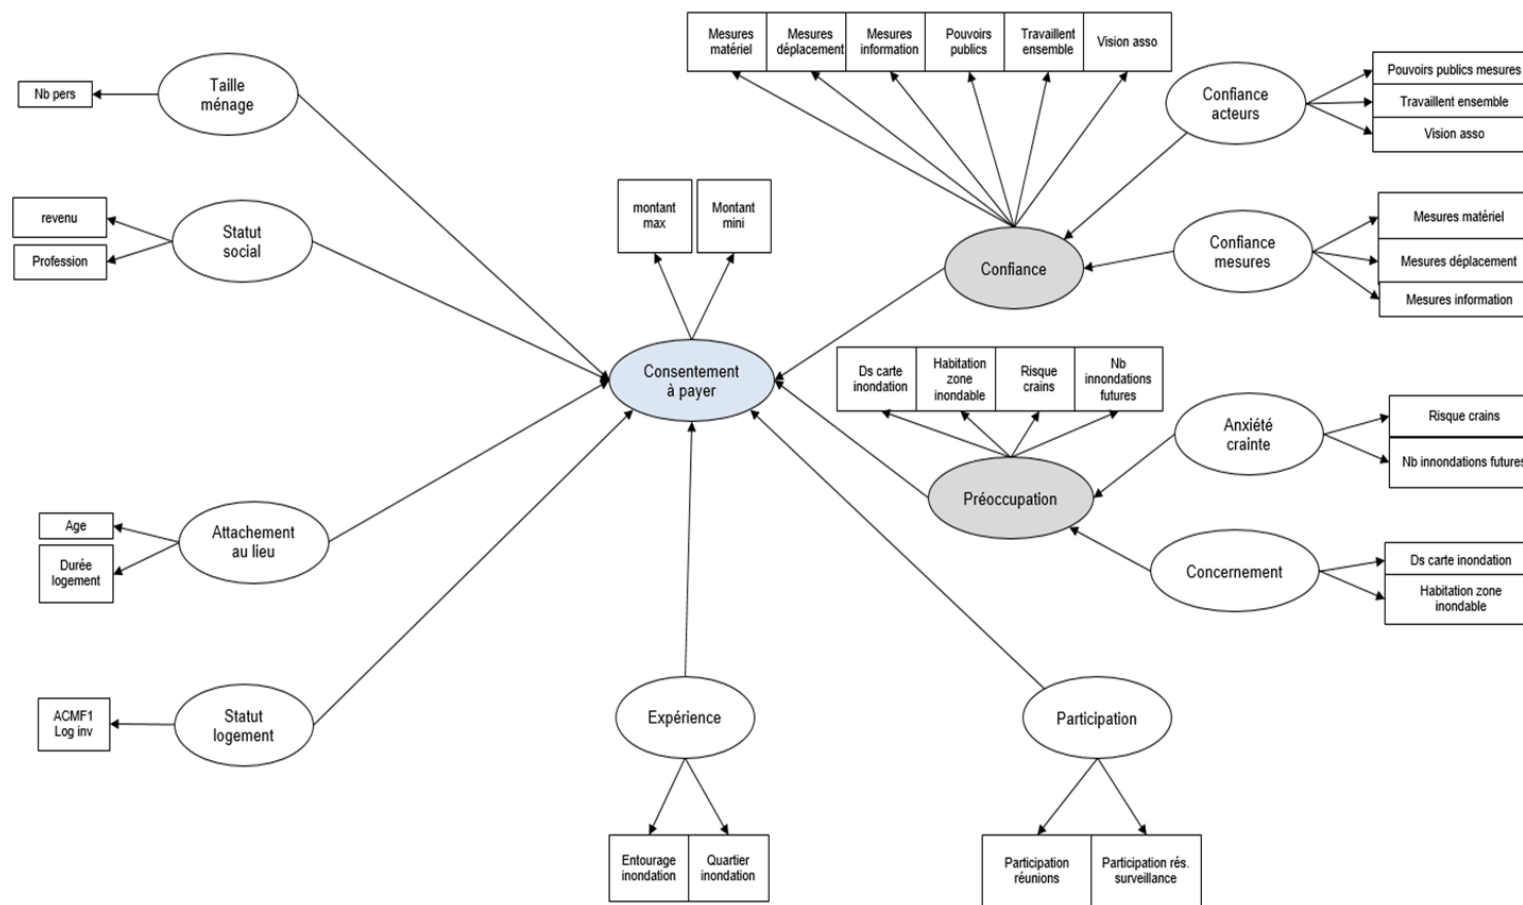 Mesures
matériel
Mesures
déplacement
Mesures
information
Pouvoirs
publics
Travaillent
ensemble
Vision asso
Taille
ménage
Nb pers
Confiance
acteurs
Pouvoirs publics mesures
Travaillent ensemble
Vision asso
revenu
Profession
Statut
social
montant
max
Montant
mini
Confiance
Confiance
mesures
Mesures matériel
Mesures déplacement
Mesures information
Consentement
à payer
Ds carte
inondation
Habitation
zone
inondable
Risque
crains
Nb
innondations
futures
Anxiété
crainte
Risque crains
Nb innondations futures
Préoccupation
Age
Durée
logement
Attachement
au lieu
Concernement
Ds carte inondation
Habitation zone
inondable
ACMF1
Log inv
Statut
logement
Expérience
Participation
Entourage
inondation
Quartier
inondation
Participation
réunions
Participation rés.
surveillance